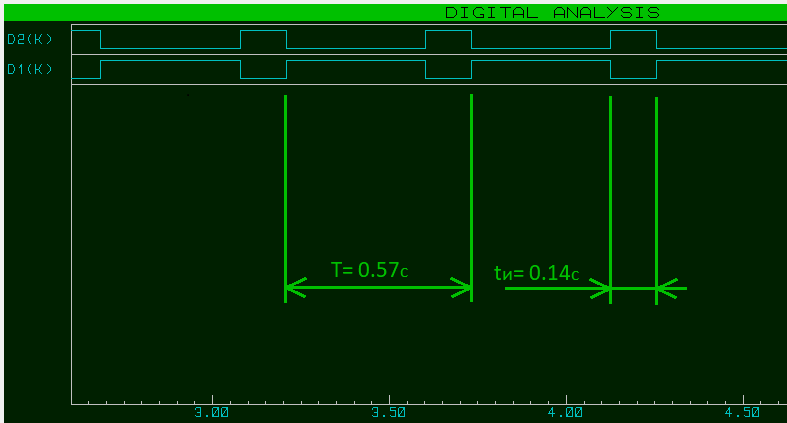 DIGITAL ANALYSIS
D2(K)
D1(K)
T= 0.57с
tи= 0.14с
3.00 3.50 4.00 4.50